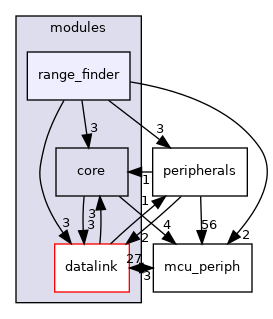 modules
range_finder
3
3
core
peripherals
1
3
3
1
4
56
3
2
2
datalink
27
3
mcu_periph